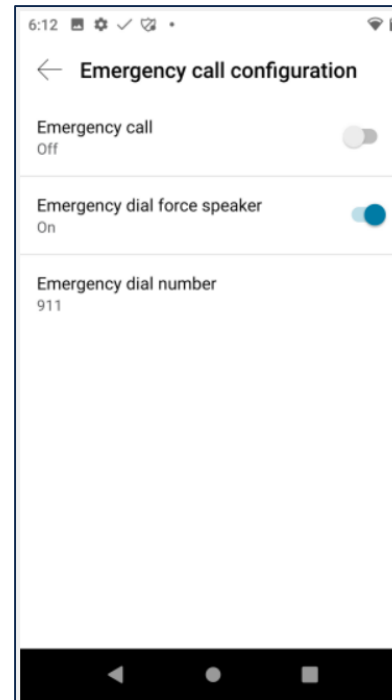 6:12
Emergency call configuration
Emergency call
Off
Emergency dial force speaker
On
Emergency dial number
911